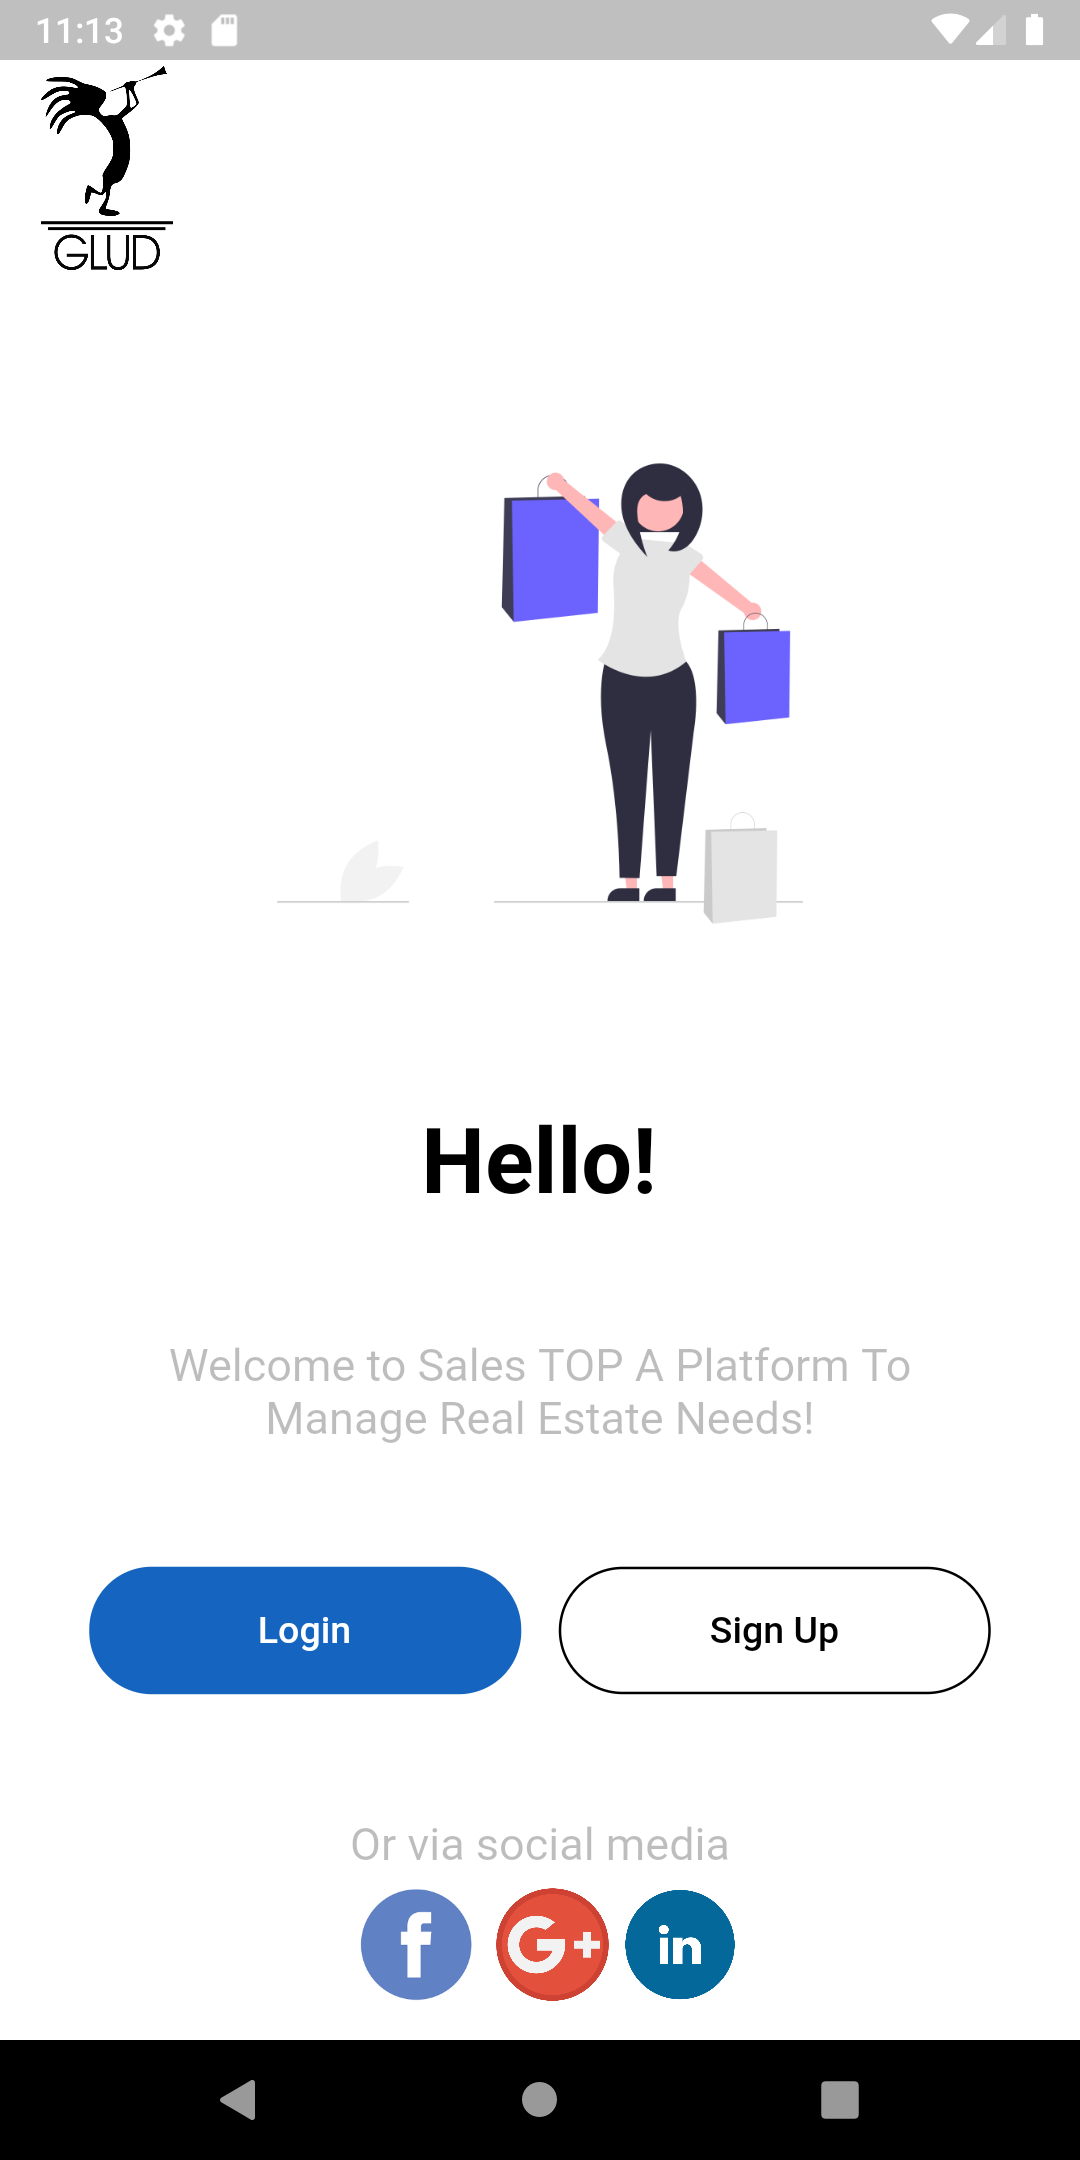 11:13
GLUD
Hello!
Welcome to Sales TOP A Platform To
Manage Real Estate Needs!
Login
Sign Up
Or via social media
f
G+
in